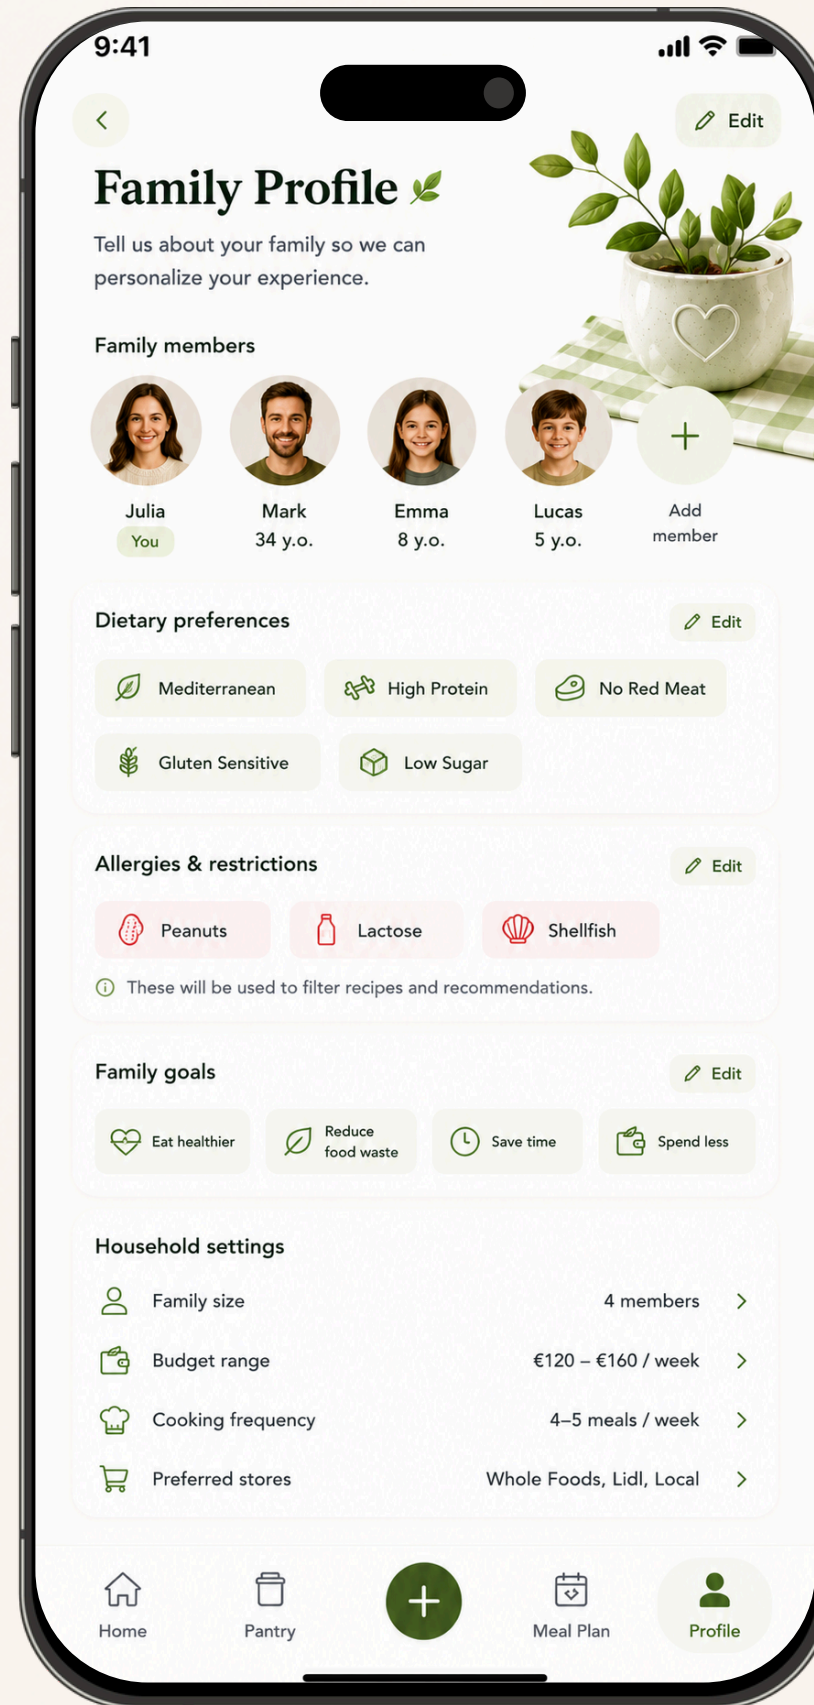 9:41
Edit
Family Profile
Tell us about your family so we can
personalize your experience.
Family members
Julia
You
Mark
34 y.o.
Emma
8 y.o.
Lucas
5 y.o.
Add
member
Dietary preferences
Edit
Mediterranean
High Protein
No Red Meat
Gluten Sensitive
Low Sugar
Allergies & restrictions
Edit
Peanuts
Lactose
Shellfish
These will be used to filter recipes and recommendations.
Family goals
Edit
Eat healthier
Reduce
food waste
Save time
Spend less
Household settings
Family size
4 members
Budget range
€120 – €160 / week
Cooking frequency
4–5 meals / week
Preferred stores
Whole Foods, Lidl, Local
Home
Pantry
Meal Plan
Profile